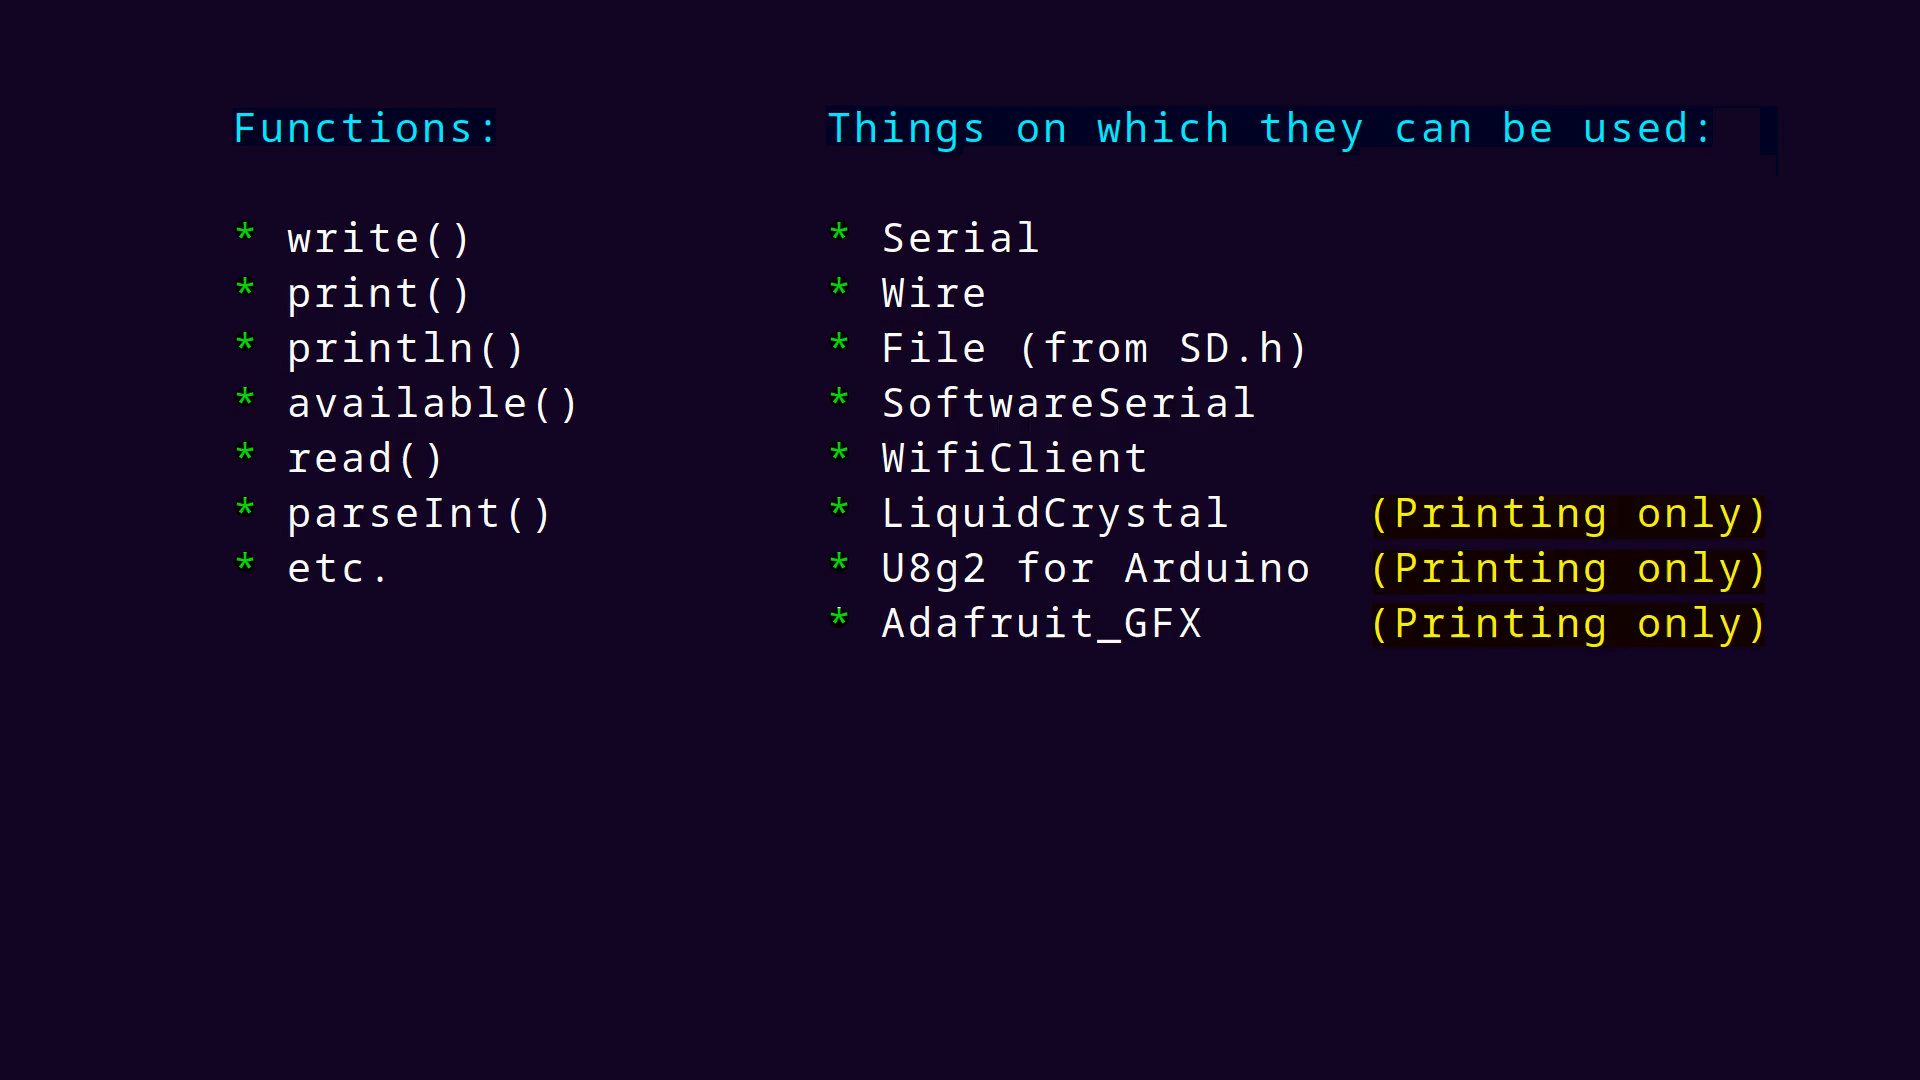 Functions:
* write()
* print()
* println()
* available()
* read()
* parseInt()
* etc.
Things on which they can be used:
* Serial
* Wire
* File (from SD.h)
* SoftwareSerial
* WifiClient
* LiquidCrystal (Printing only)
* U8g2 for Arduino (Printing only)
* Adafruit_GFX (Printing only)